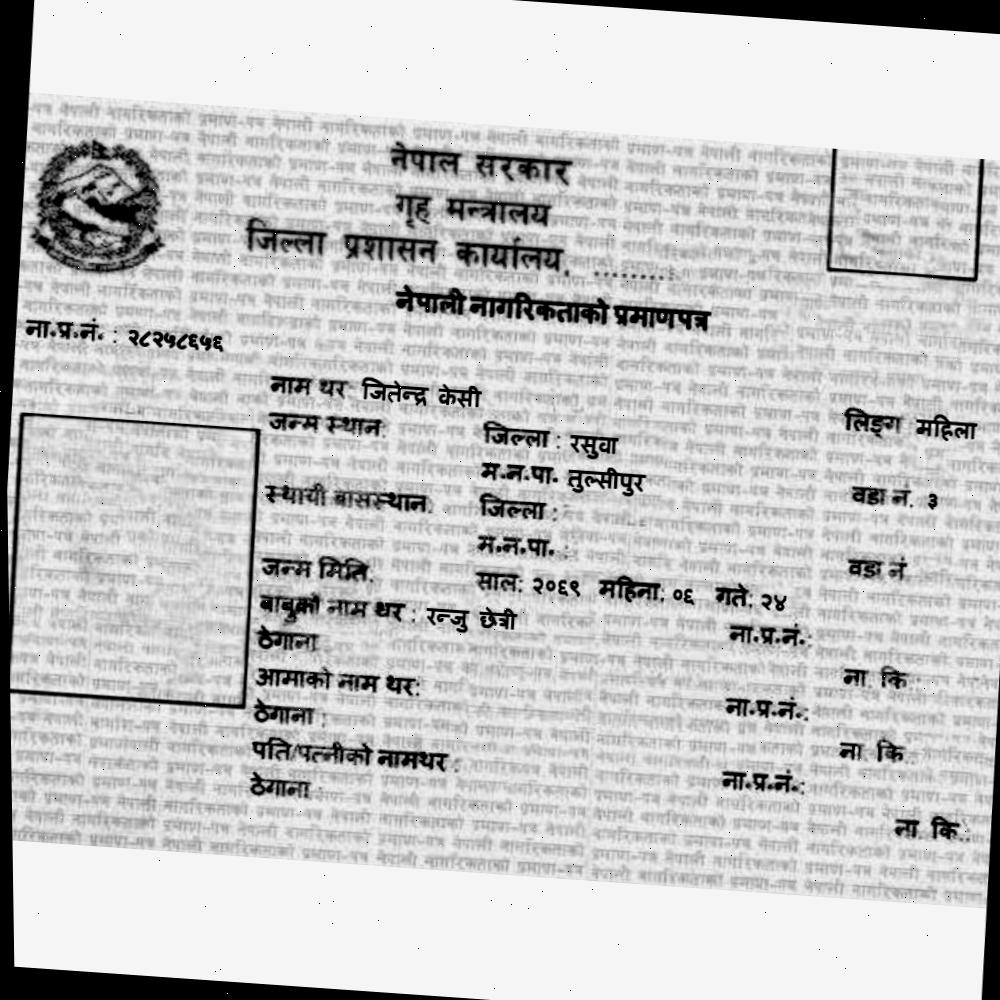 नेपाल सरकार
गृह मन्त्रालय
जिल्ला प्रशासन कार्यालय, ..........
नेपाली नागरिकताको प्रमाणपत्र
ना.प्र.नं. : २८२५८६५६
नाम थर जितेन्द्र केसी लिङ्ग महिला
जन्म स्थान: जिल्ला : रसुवा
म.न.पा. तुल्सीपुर वडा नं. ३
स्थायी बासस्थान: जिल्ला :
म.न.पा. : वडा नं
जन्म मिति: साल: २०६९ महिना: ०६ गते: २४
बाबुको नाम थर : रन्जु छेत्री ना.प्र.नं.:
ठेगाना ना. कि :
आमाको नाम थर: ना.प्र.नं.:
ठेगाना : ना. कि :
पति/पत्नीको नामथर : ना.प्र.नं.:
ठेगाना : ना. कि.: